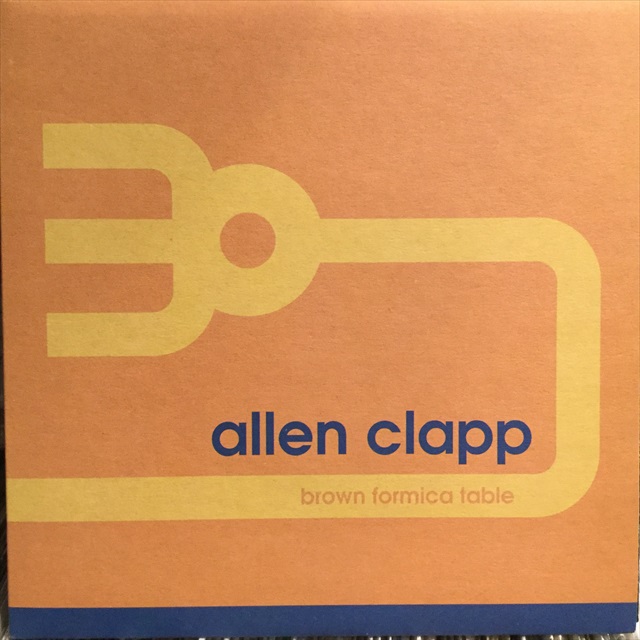 allen clapp
brown formica table